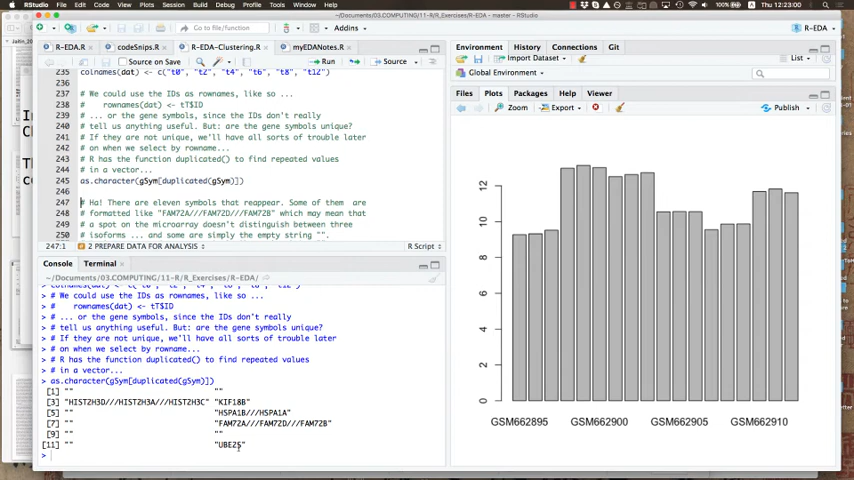 RStudio File Edit Code View Plots Session Build Debug Profile Tools Window Help 100% Thu 12:23:00
~/Documents/03.COMPUTING/11-R/R_Exercises/R-EDA - master - RStudio
Go to file/function Addins R-EDA
R-EDA.R codeSnips.R R-EDA-Clustering.R myEDANotes.R
Source on Save Run Source
235 colnames(dat) <- c("t0", "t2", "t4", "t6", "t8", "t12")
236
237 # We could use the IDs as rownames, like so ...
238 # rownames(dat) <- tT$ID
239 # ... or the gene symbols, since the IDs don't really
240 # tell us anything useful. But: are the gene symbols unique?
241 # If they are not unique, we'll have all sorts of trouble later
242 # on when we select by rowname...
243 # R has the function duplicated() to find repeated values
244 # in a vector...
245 as.character(gSym[duplicated(gSym)])
246
247 # Ha! There are eleven symbols that reappear. Some of them are
248 # formatted like "FAM72A///FAM72D///FAM72B" which may mean that
249 # a spot on the microarray doesn't distinguish between three
250 # isoforms ... and some are simply the empty string "".
247:1 2 PREPARE DATA FOR ANALYSIS R Script
Console Terminal
~/Documents/03.COMPUTING/11-R/R_Exercises/R-EDA/
> colnames(dat) <- c("t0", "t2", "t4", "t6", "t8", "t12")
> # We could use the IDs as rownames, like so ...
> # rownames(dat) <- tT$ID
> # ... or the gene symbols, since the IDs don't really
> # tell us anything useful. But: are the gene symbols unique?
> # If they are not unique, we'll have all sorts of trouble later
> # on when we select by rowname...
> # R has the function duplicated() to find repeated values
> # in a vector...
> as.character(gSym[duplicated(gSym)])
[1] "" ""
[3] "HIST2H3D///HIST2H3A///HIST2H3C" "KIF18B"
[5] "" "HSPA1B///HSPA1A"
[7] "" "FAM72A///FAM72D///FAM72B"
[9] "" ""
[11] "" "UBE2S"
>
Environment History Connections Git
Import Dataset List
Global Environment
Files Plots Packages Help Viewer
Zoom Export Publish
12
10
8
6
4
2
0
GSM662895 GSM662900 GSM662905 GSM662910